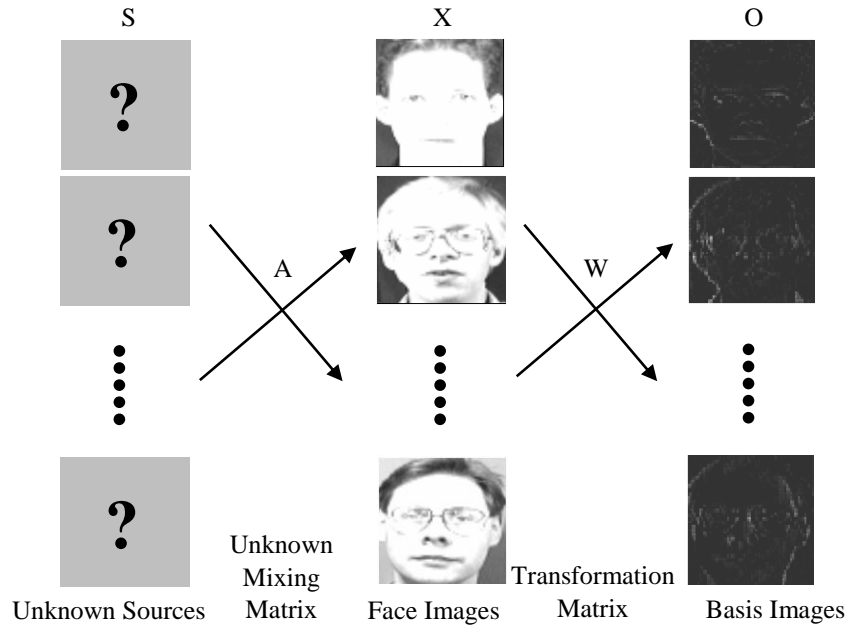 S X O
?
?
A W
?
Unknown
Mixing
Matrix
Transformation
Matrix
Unknown Sources Face Images Basis Images